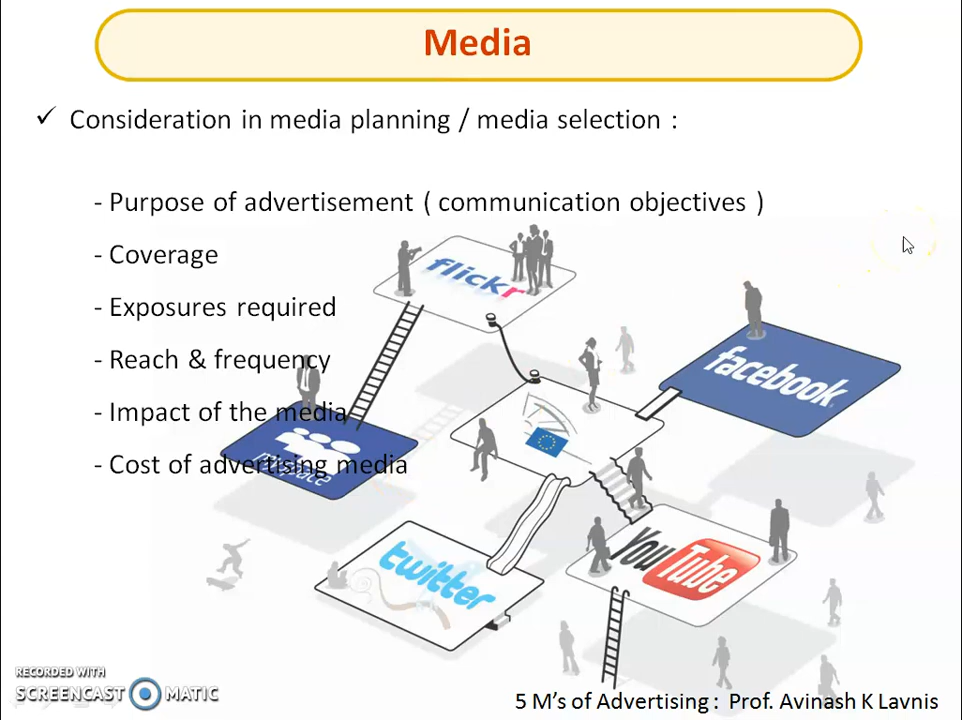 Media
✓ Consideration in media planning / media selection :
- Purpose of advertisement ( communication objectives )
- Coverage
- Exposures required
- Reach & frequency
- Impact of the media
- Cost of advertising media
flickr
facebook
myspace
twitter
YouTube
RECORDED WITH
SCREENCAST MATIC
5 M's of Advertising : Prof. Avinash K Lavnis